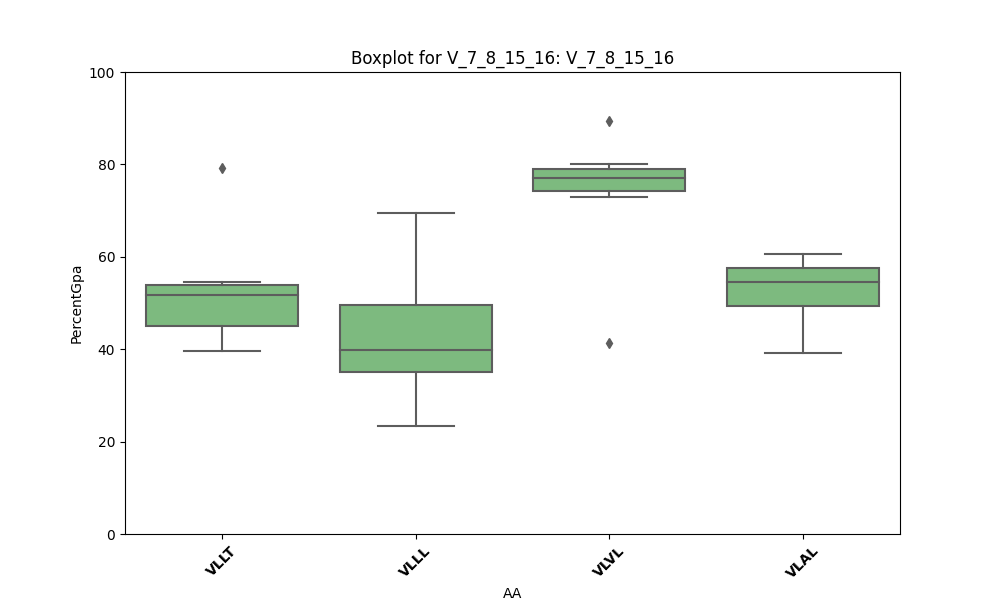 Boxplot for V_7_8_15_16: V_7_8_15_16
100
80
60
40
20
0
PercentGpa
VLLT
VLLL
VLVL
VLAL
AA